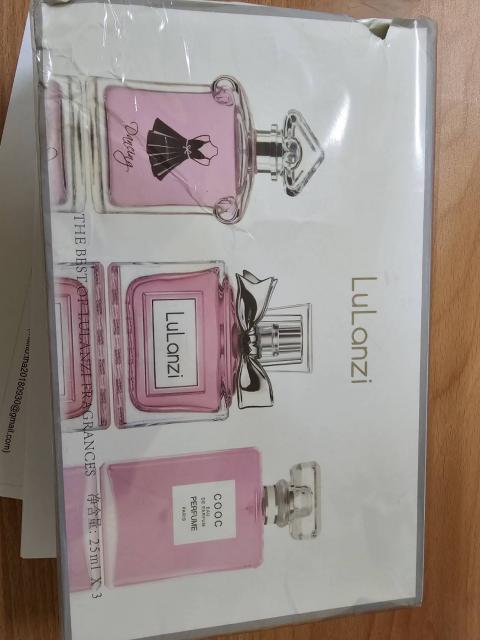 LuLanzi
Dancing
LuLanzi
COOC
EAU
DE PARFUM
PERFUME
PARIS
THE BEST OF LULANZI FRAGRANCES 净含量: 25ml X 3